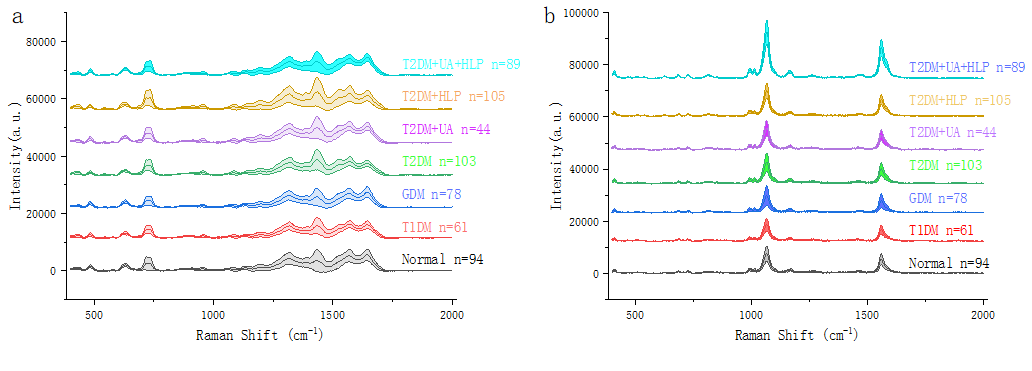 a
80000
60000
40000
20000
0
Intensity(a.u.)
T2DM+UA+HLP n=89
T2DM+HLP n=105
T2DM+UA n=44
T2DM n=103
GDM n=78
T1DM n=61
Normal n=94
500 1000 1500 2000
Raman Shift (cm⁻¹)
b
100000
80000
60000
40000
20000
0
Intensity(a.u.)
T2DM+UA+HLP n=89
T2DM+HLP n=105
T2DM+UA n=44
T2DM n=103
GDM n=78
T1DM n=61
Normal n=94
500 1000 1500 2000
Raman Shift (cm⁻¹)